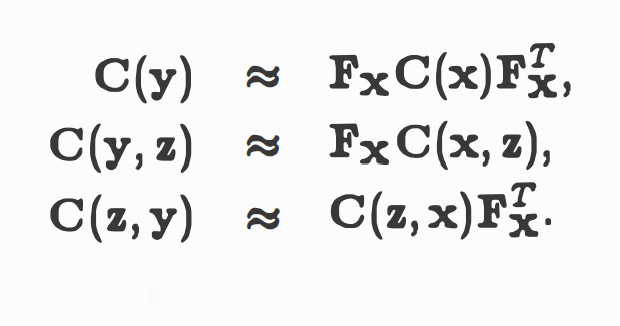 C(y) ≈ F_x C(x) F_x^T,
C(y, z) ≈ F_x C(x, z),
C(z, y) ≈ C(z, x) F_x^T.